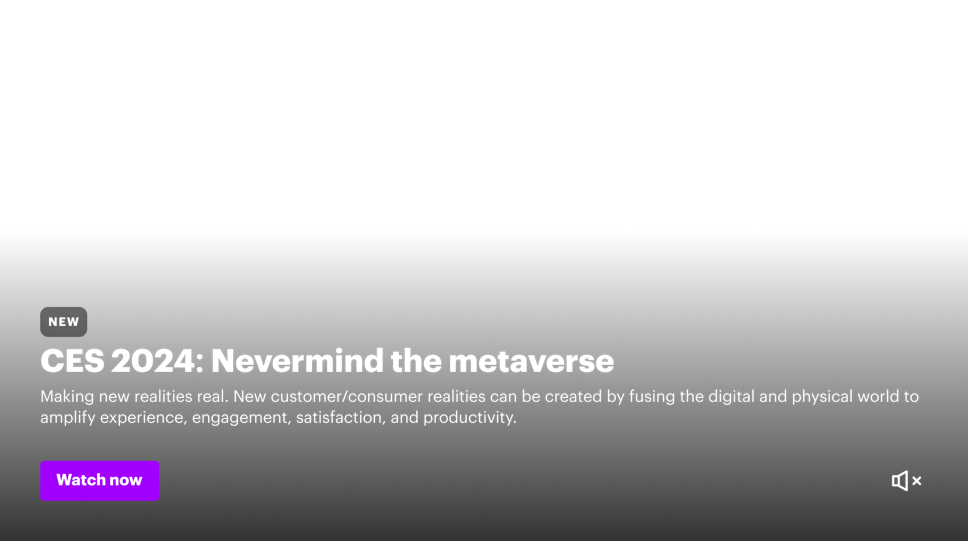 NEW
CES 2024: Nevermind the metaverse
Making new realities real. New customer/consumer realities can be created by fusing the digital and physical world to
amplify experience, engagement, satisfaction, and productivity.
Watch now